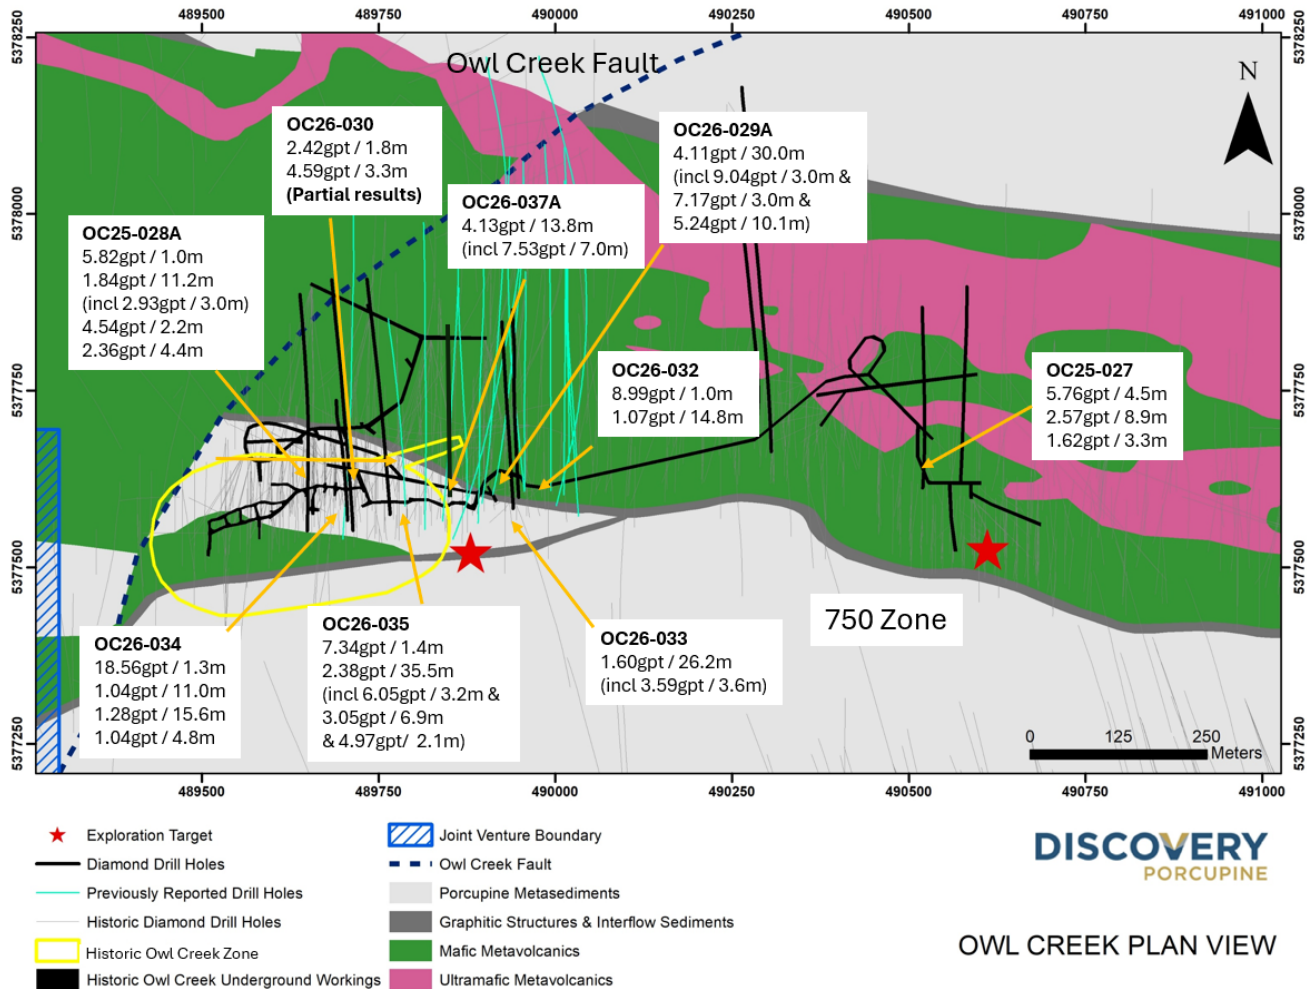 489500 489750 490000 490250 490500 490750 491000
5378250
5378250
Owl Creek Fault
N
OC26-030
2.42gpt / 1.8m
4.59gpt / 3.3m
(Partial results)
OC26-029A
4.11gpt / 30.0m
(incl 9.04gpt / 3.0m &
7.17gpt / 3.0m &
5.24gpt / 10.1m)
OC26-037A
4.13gpt / 13.8m
(incl 7.53gpt / 7.0m)
5378000
5378000
OC25-028A
5.82gpt / 1.0m
1.84gpt / 11.2m
(incl 2.93gpt / 3.0m)
4.54gpt / 2.2m
2.36gpt / 4.4m
OC26-032
8.99gpt / 1.0m
1.07gpt / 14.8m
OC25-027
5.76gpt / 4.5m
2.57gpt / 8.9m
1.62gpt / 3.3m
5377750
5377750
5377500
5377500
OC26-034
18.56gpt / 1.3m
1.04gpt / 11.0m
1.28gpt / 15.6m
1.04gpt / 4.8m
OC26-035
7.34gpt / 1.4m
2.38gpt / 35.5m
(incl 6.05gpt / 3.2m &
3.05gpt / 6.9m
& 4.97gpt/ 2.1m)
OC26-033
1.60gpt / 26.2m
(incl 3.59gpt / 3.6m)
750 Zone
5377250
5377250
0 125 250
Meters
489500 489750 490000 490250 490500 490750 491000
Exploration Target
Diamond Drill Holes
Previously Reported Drill Holes
Historic Diamond Drill Holes
Historic Owl Creek Zone
Historic Owl Creek Underground Workings
Joint Venture Boundary
Owl Creek Fault
Porcupine Metasediments
Graphitic Structures & Interflow Sediments
Mafic Metavolcanics
Ultramafic Metavolcanics
DISCOVERY
PORCUPINE
OWL CREEK PLAN VIEW